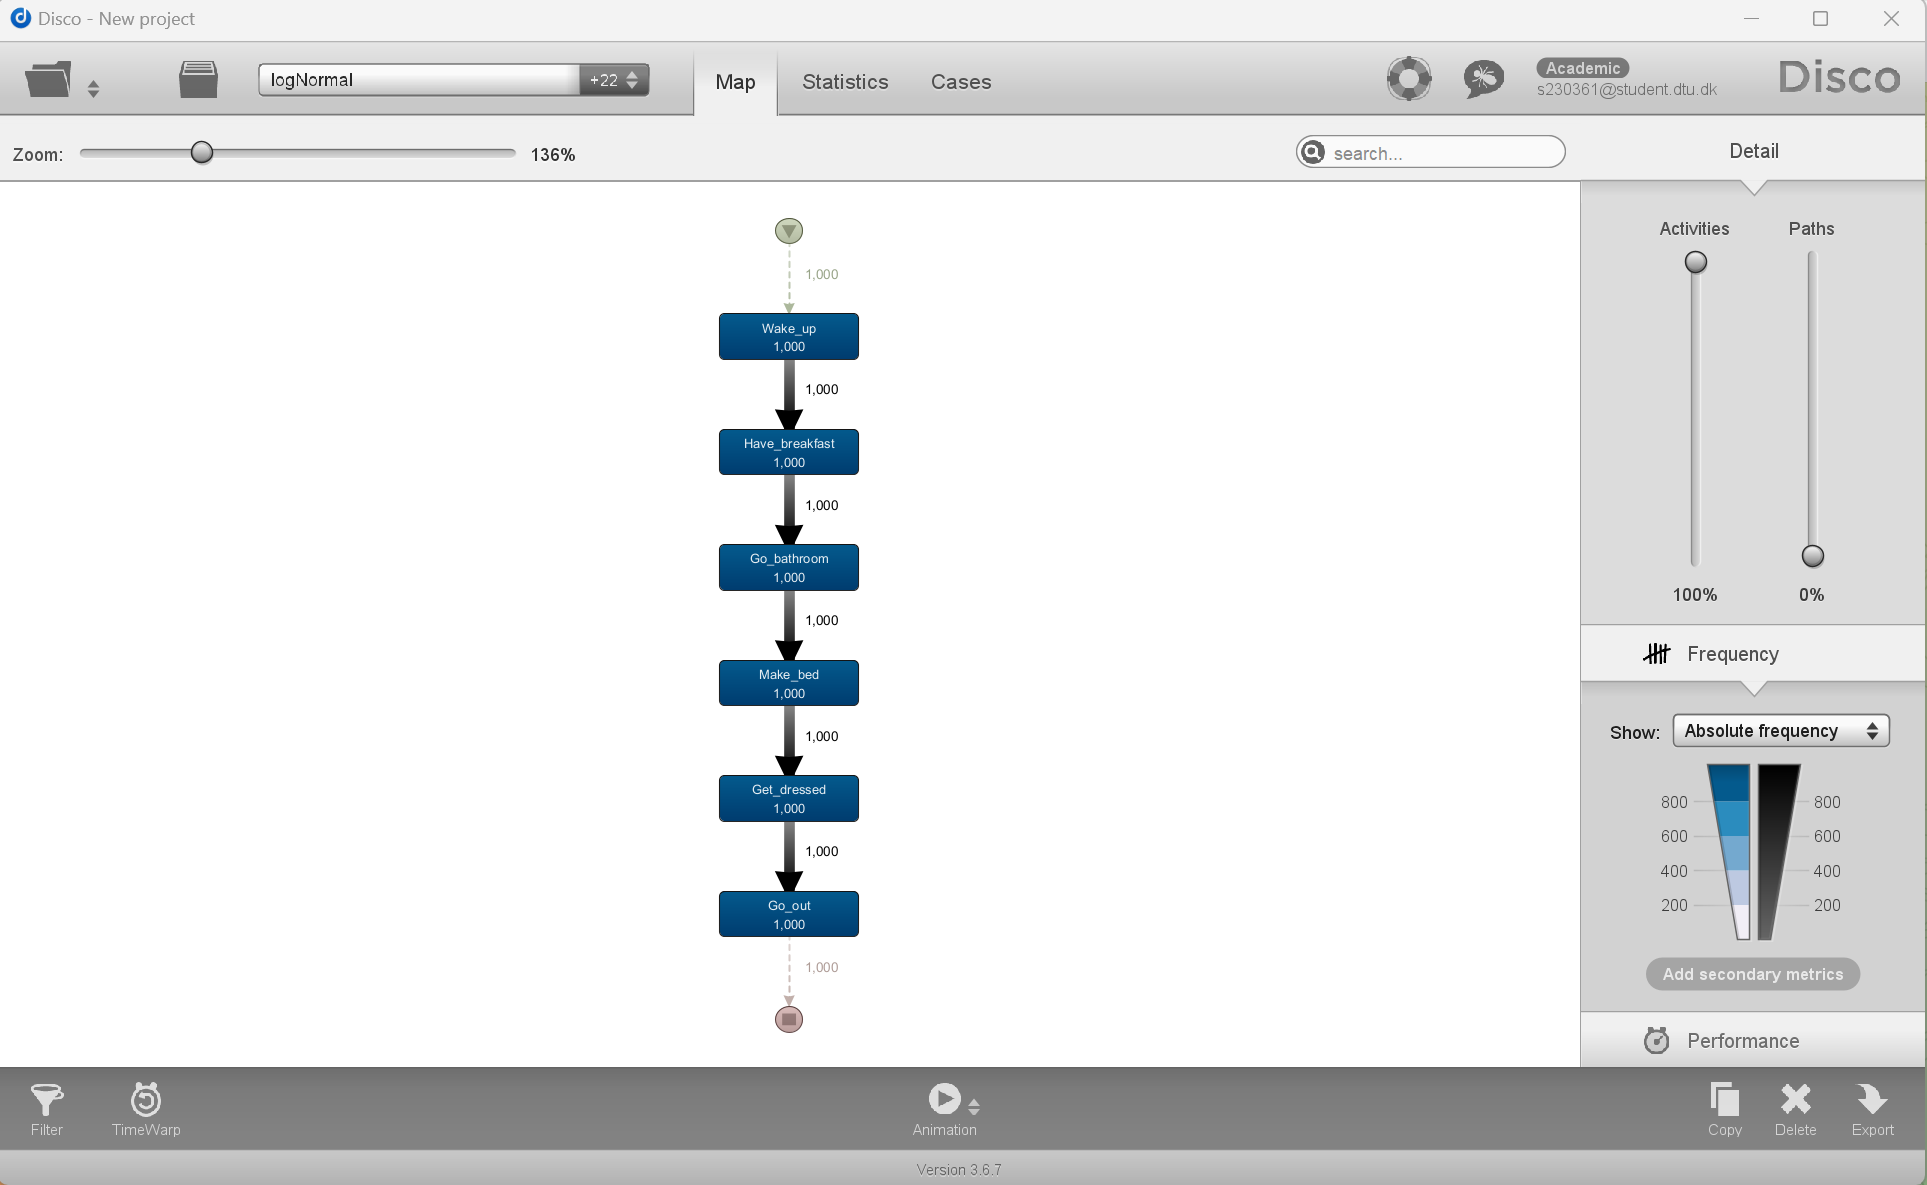 Disco - New project
logNormal
+22
Map
Statistics
Cases
Academic
s230361@student.dtu.dk
Disco
Zoom:
136%
search...
Detail
Activities
Paths
100%
0%
1,000
Wake_up
1,000
1,000
Have_breakfast
1,000
1,000
Go_bathroom
1,000
1,000
Make_bed
1,000
1,000
Get_dressed
1,000
1,000
Go_out
1,000
1,000
Frequency
Show:
Absolute frequency
800
800
600
600
400
400
200
200
Add secondary metrics
Performance
Filter
TimeWarp
Animation
Copy
Delete
Export
Version 3.6.7